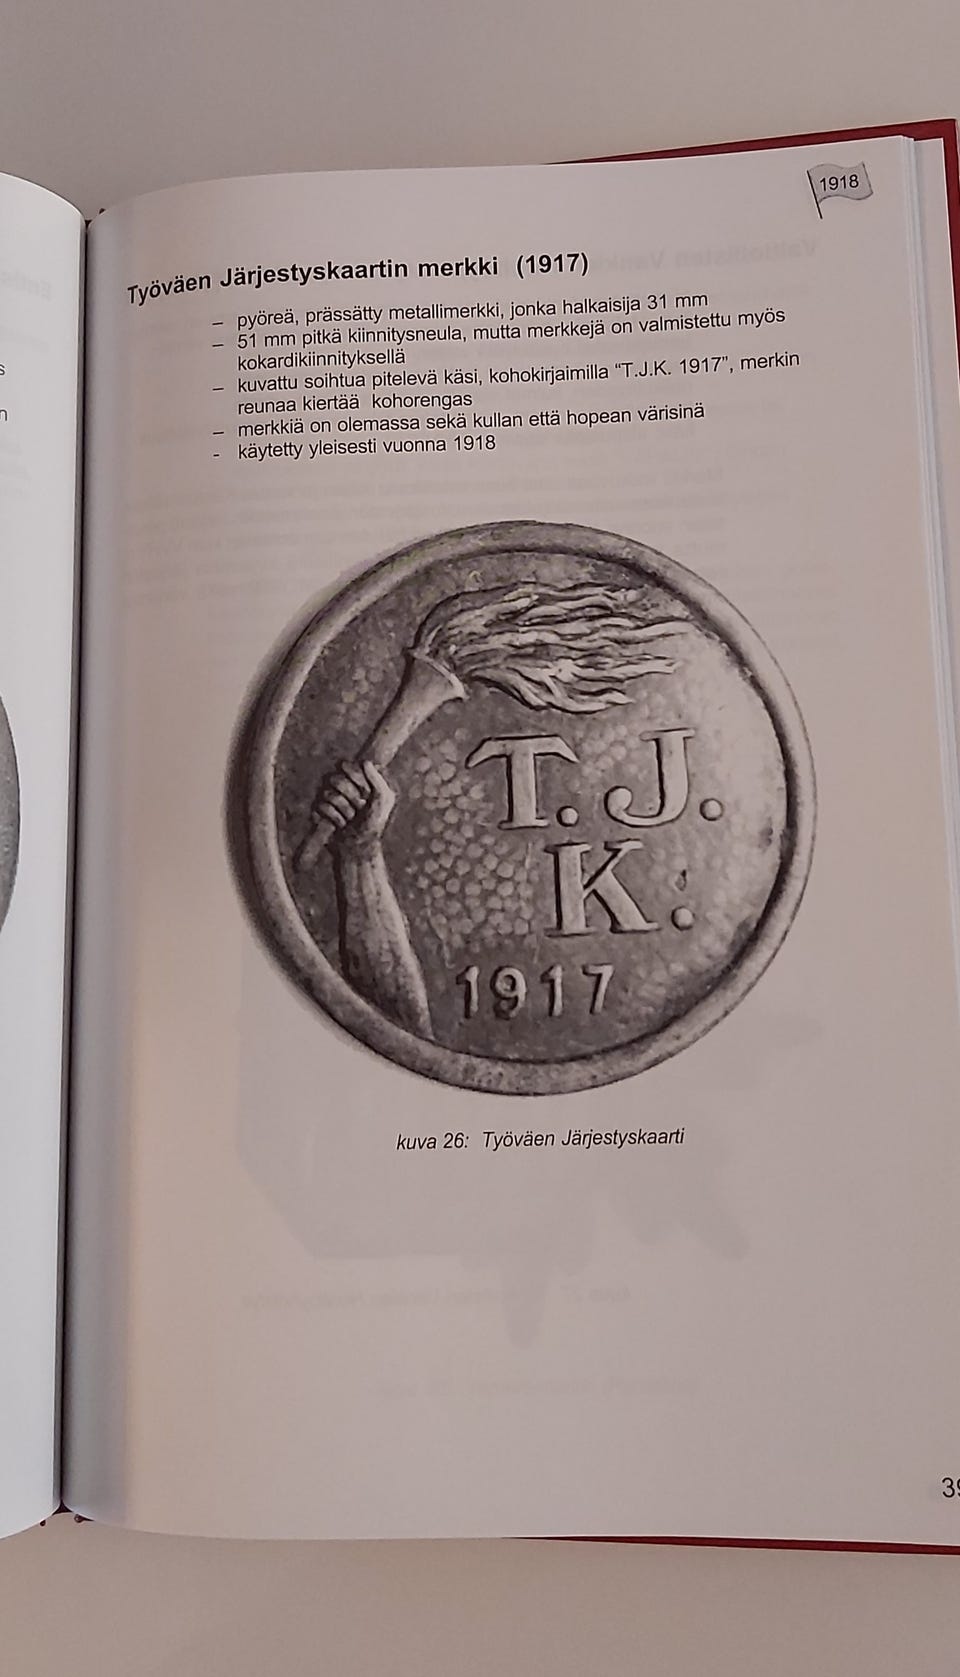 1918
Työväen Järjestyskaartin merkki (1917)
– pyöreä, prässätty metallimerkki, jonka halkaisija 31 mm
– 51 mm pitkä kiinnitysneula, mutta merkkejä on valmistettu myös
kokardikiinnityksellä
– kuvattu soihtua pitelevä käsi, kohokirjaimilla “T.J.K. 1917”, merkin
reunaa kiertää kohorengas
– merkkiä on olemassa sekä kullan että hopean värisinä
- käytetty yleisesti vuonna 1918
T. J.
K.
1917
kuva 26: Työväen Järjestyskaarti